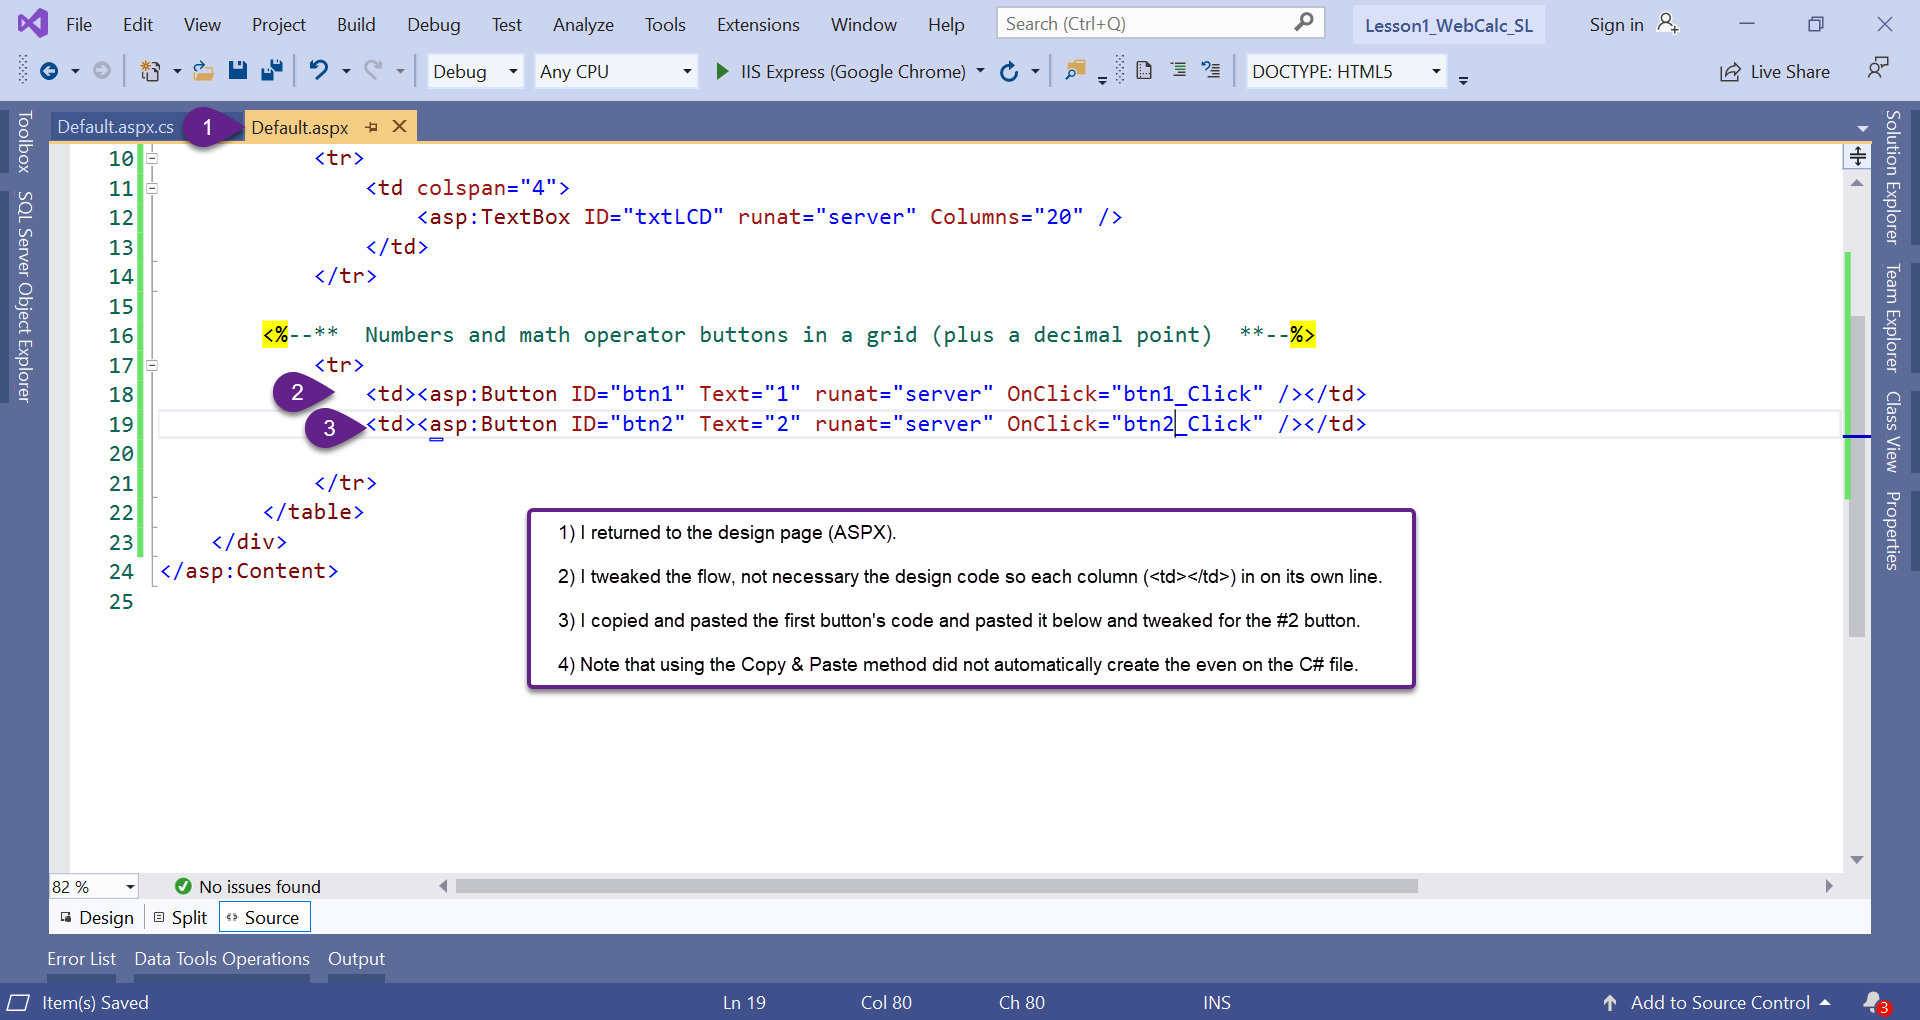 File Edit View Project Build Debug Test Analyze Tools Extensions Window Help Search (Ctrl+Q) Lesson1_WebCalc_SL Sign in
Debug Any CPU IIS Express (Google Chrome) DOCTYPE: HTML5 Live Share
Toolbox
SQL Server Object Explorer
Default.aspx.cs 1 Default.aspx
10 <tr>
11 <td colspan="4">
12 <asp:TextBox ID="txtLCD" runat="server" Columns="20" />
13 </td>
14 </tr>
15
16 <%--** Numbers and math operator buttons in a grid (plus a decimal point) **--%>
17 <tr>
2 18 <td><asp:Button ID="btn1" Text="1" runat="server" OnClick="btn1_Click" /></td>
3 19 <td><asp:Button ID="btn2" Text="2" runat="server" OnClick="btn2_Click" /></td>
20
21 </tr>
22 </table>
23 </div>
24 </asp:Content>
25
1) I returned to the design page (ASPX).
2) I tweaked the flow, not necessary the design code so each column (<td></td>) in on its own line.
3) I copied and pasted the first button's code and pasted it below and tweaked for the #2 button.
4) Note that using the Copy & Paste method did not automatically create the even on the C# file.
Solution Explorer
Team Explorer
Class View
Properties
82 % No issues found
Design Split Source
Error List Data Tools Operations Output
Item(s) Saved Ln 19 Col 80 Ch 80 INS Add to Source Control 3